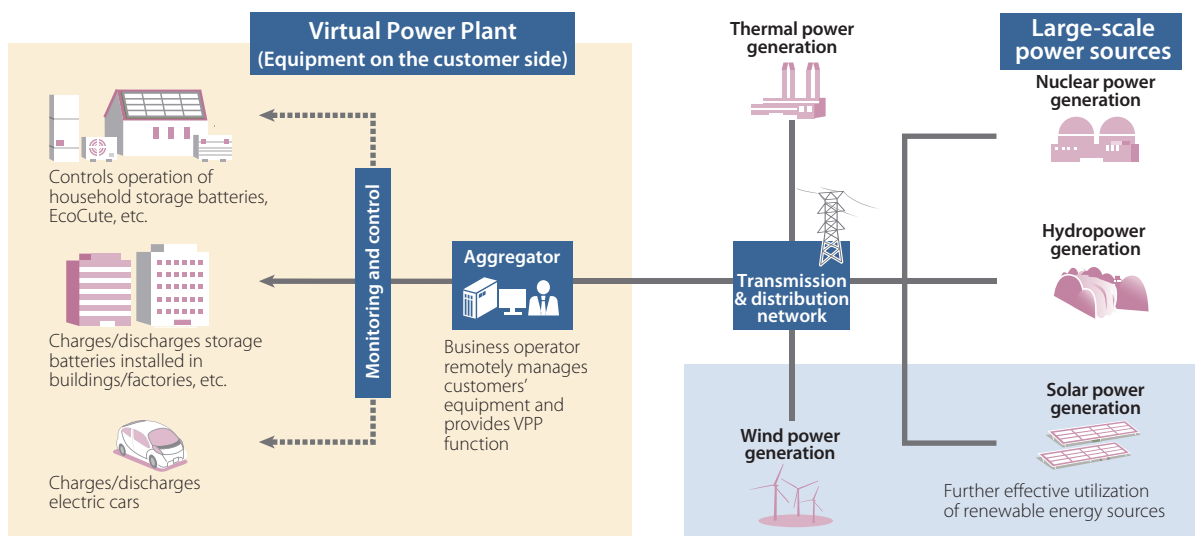 Virtual Power Plant
(Equipment on the customer side)
Controls operation of
household storage batteries,
EcoCute, etc.
Charges/discharges storage
batteries installed in
buildings/factories, etc.
Charges/discharges
electric cars
Monitoring and control
Aggregator
Business operator
remotely manages
customers’
equipment and
provides VPP
function
Thermal power
generation
Transmission
& distribution
network
Wind power
generation
Large-scale
power sources
Nuclear power
generation
Hydropower
generation
Solar power
generation
Further effective utilization
of renewable energy sources